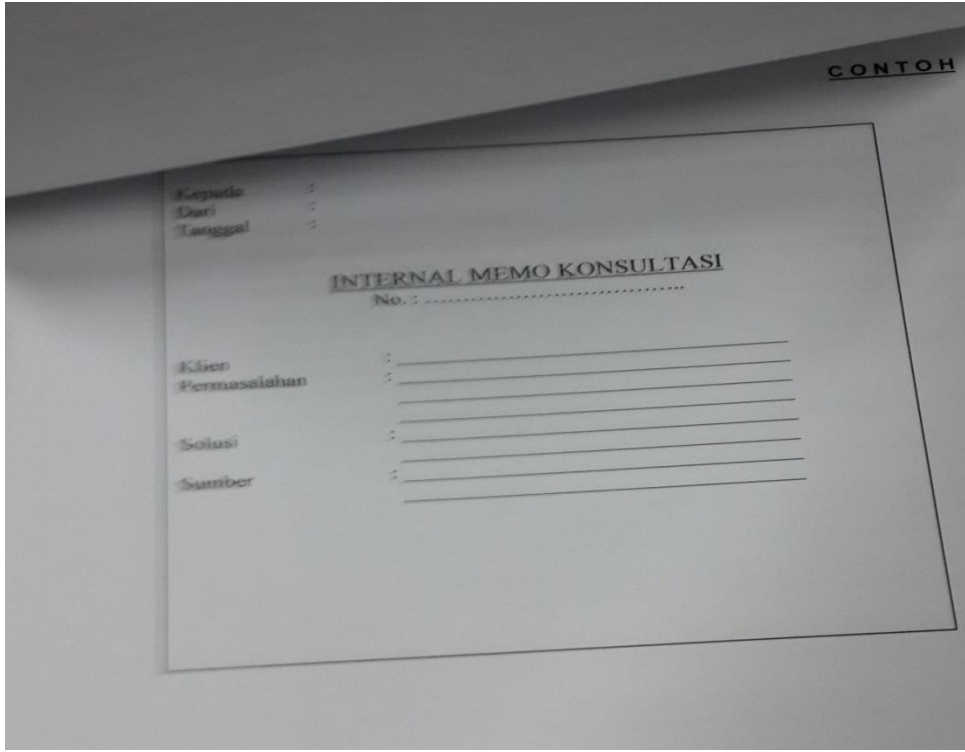 CONTOH
Kepada :
Dari :
Tanggal :
INTERNAL MEMO KONSULTASI
No. : ......................................
Klien :
Permasalahan :
Solusi :
Sumber :